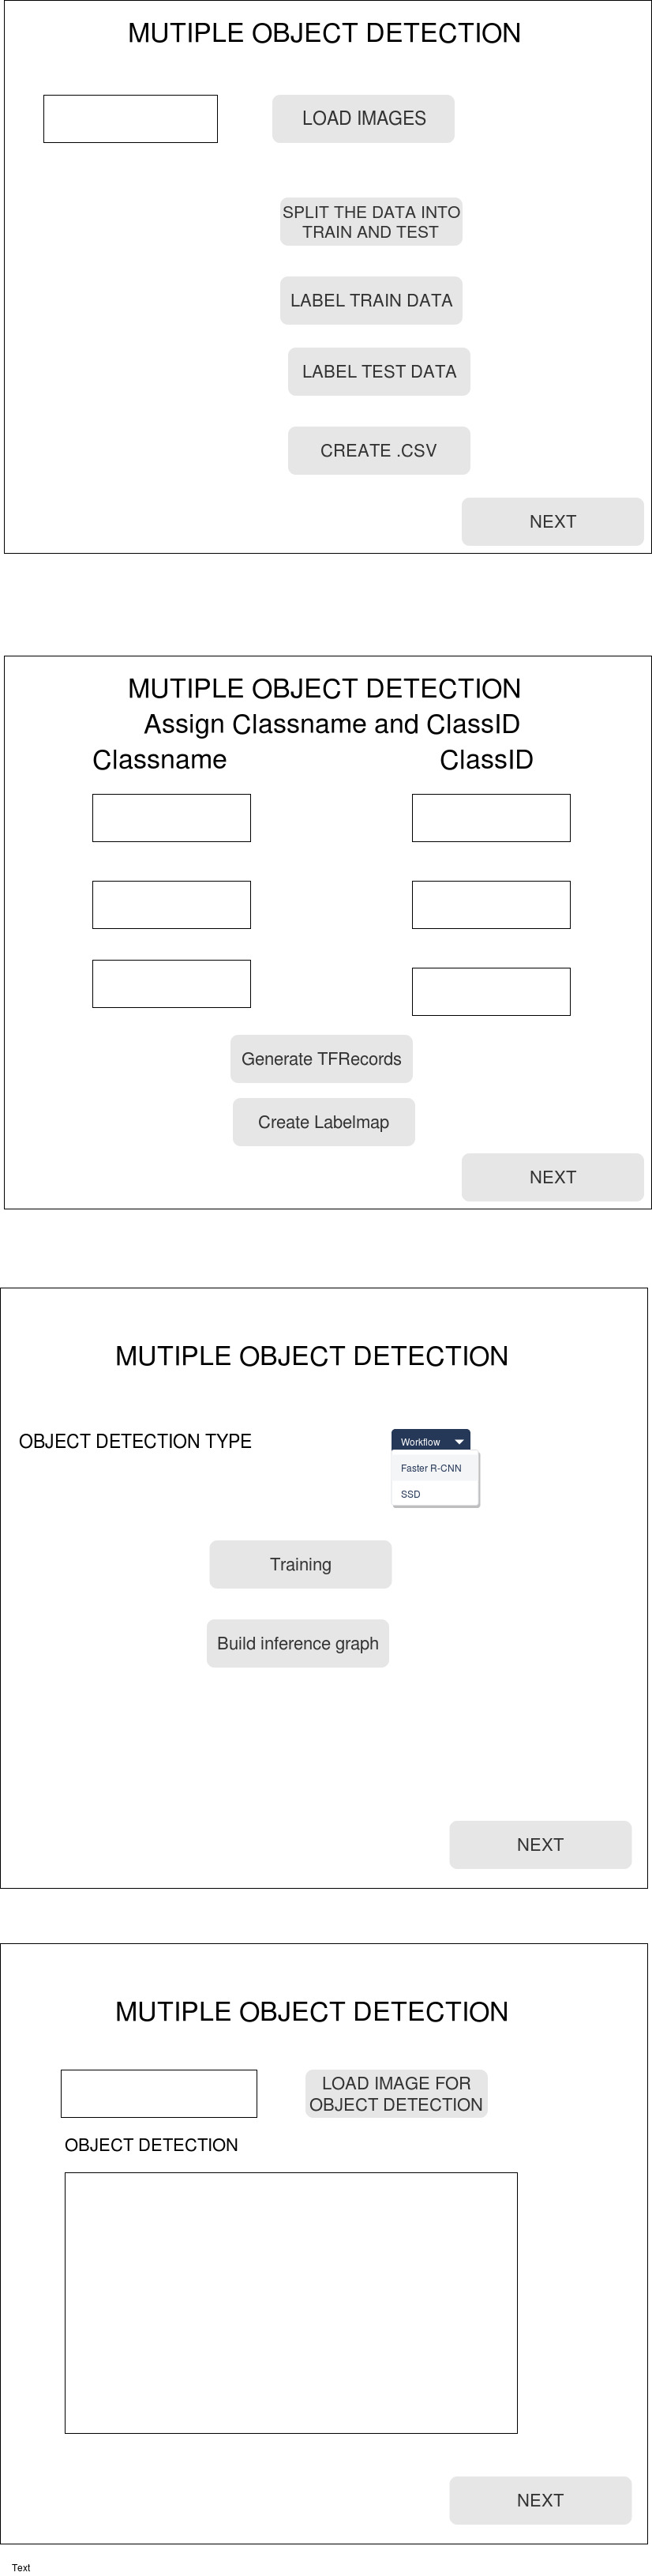 MUTIPLE OBJECT DETECTION
LOAD IMAGES
SPLIT THE DATA INTO
TRAIN AND TEST
LABEL TRAIN DATA
LABEL TEST DATA
CREATE .CSV
NEXT
MUTIPLE OBJECT DETECTION
Assign Classname and ClassID
Classname ClassID
Generate TFRecords
Create Labelmap
NEXT
MUTIPLE OBJECT DETECTION
OBJECT DETECTION TYPE Workflow
Faster R-CNN
SSD
Training
Build inference graph
NEXT
MUTIPLE OBJECT DETECTION
LOAD IMAGE FOR
OBJECT DETECTION
OBJECT DETECTION
NEXT
Text